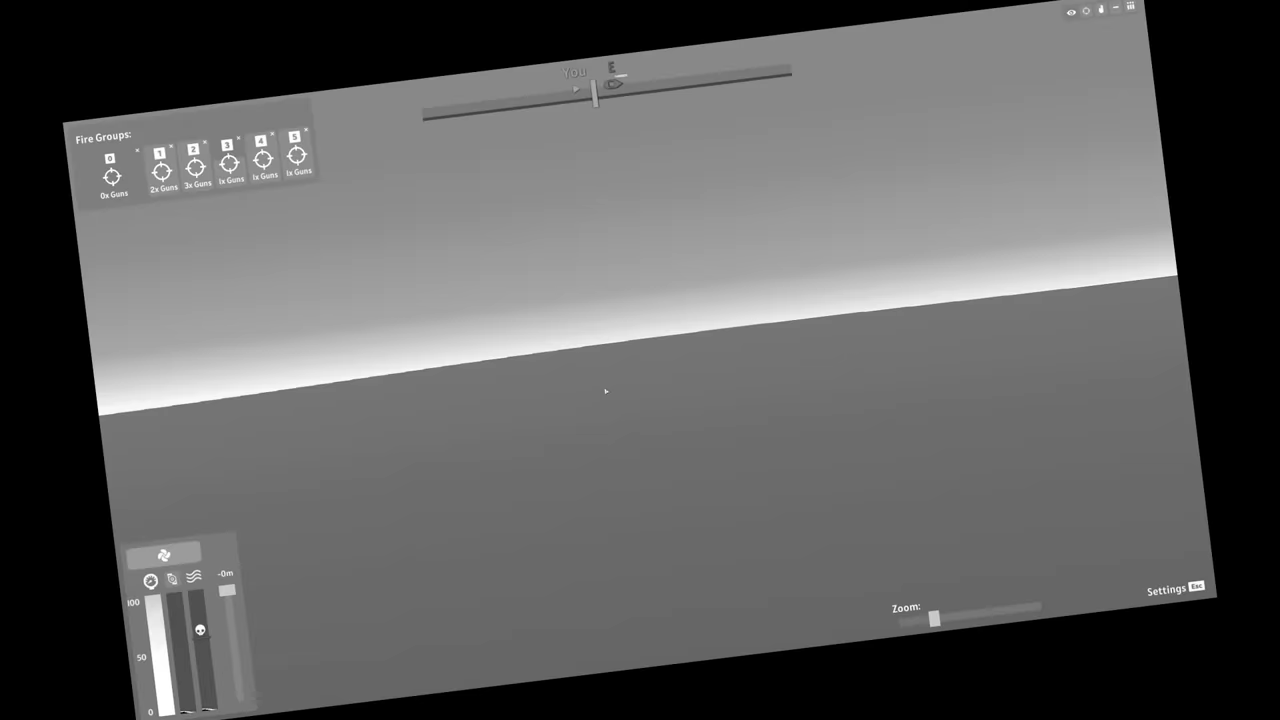 You E
Fire Groups:
0 1 2 3 4 5
0x Guns 2x Guns 3x Guns 1x Guns 1x Guns 1x Guns
-0m
100
50
0
Zoom:
Settings Esc